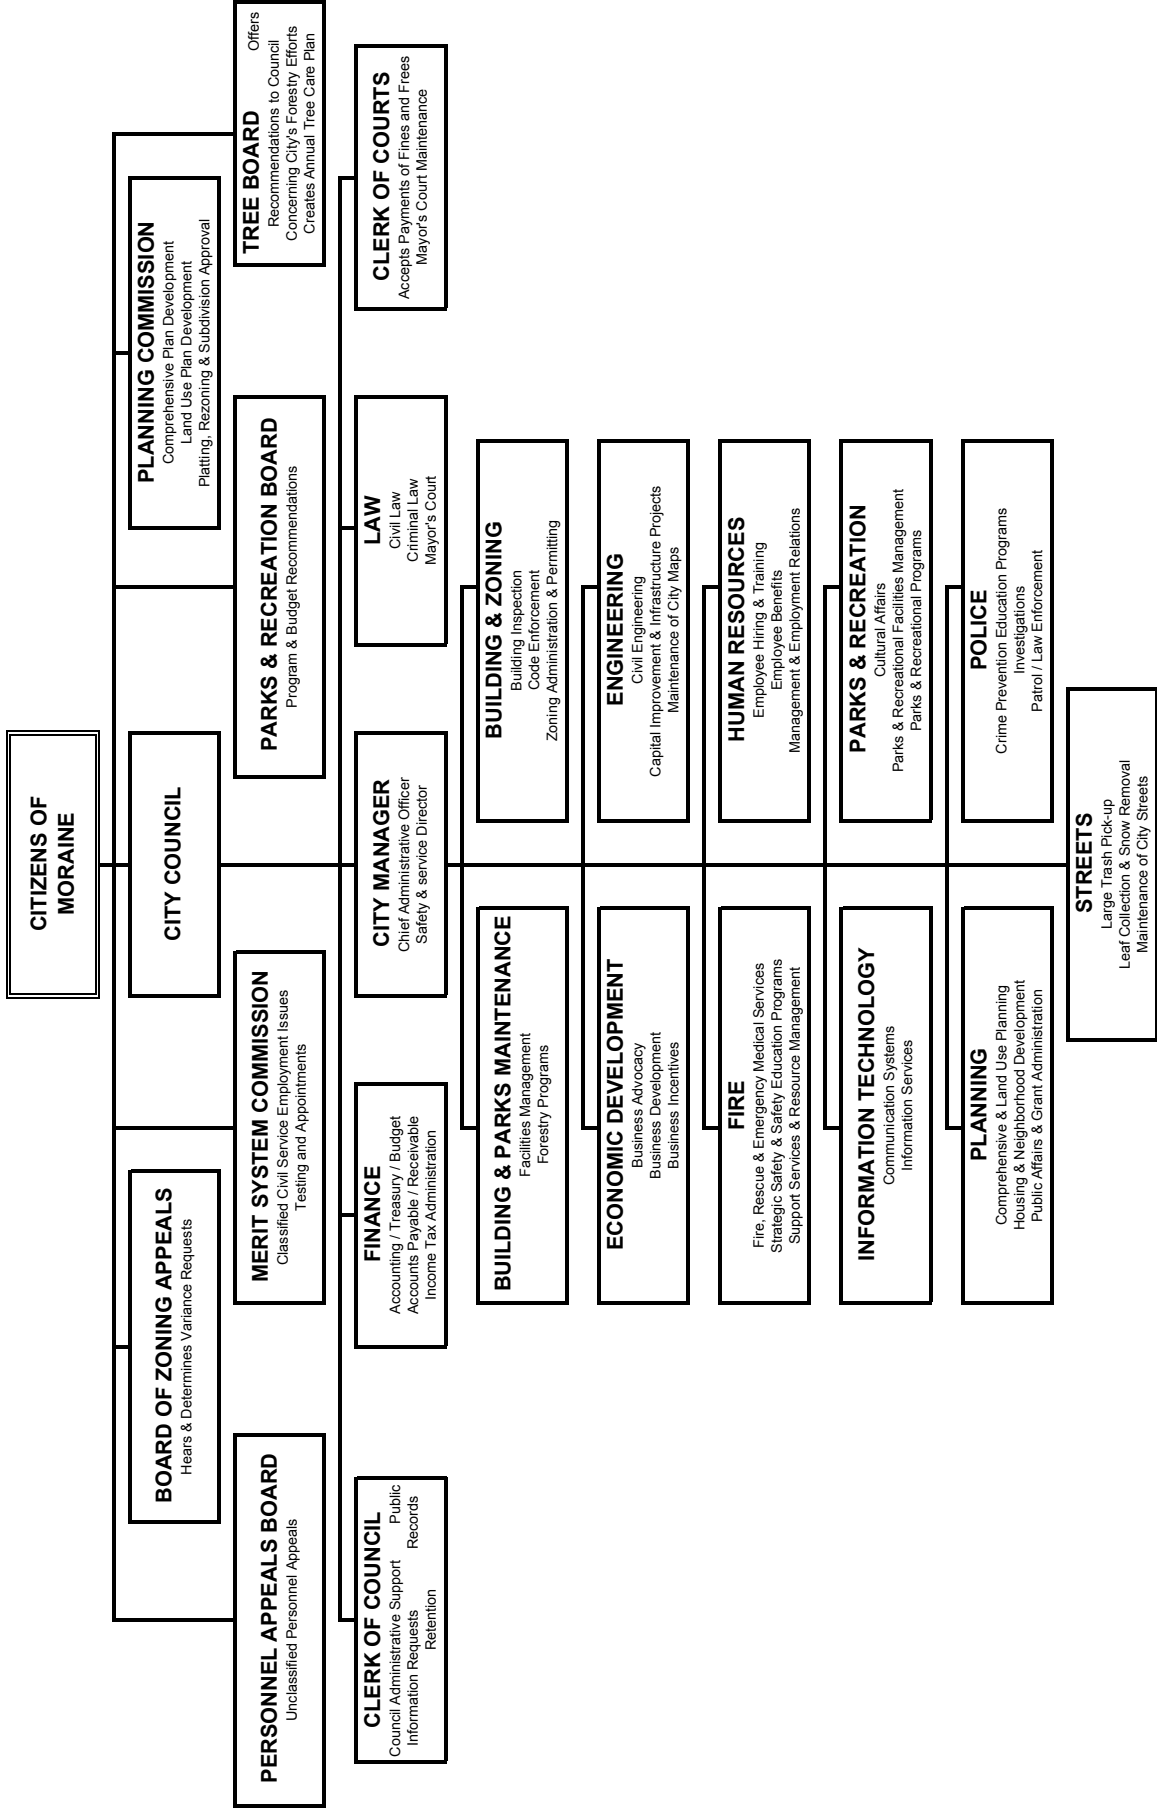 CITIZENS OF
MORAINE
BOARD OF ZONING APPEALS
Hears & Determines Variance Requests
CITY COUNCIL
PLANNING COMMISSION
Comprehensive Plan Development
Land Use Plan Development
Platting, Rezoning & Subdivision Approval
PERSONNEL APPEALS BOARD
Unclassified Personnel Appeals
MERIT SYSTEM COMMISSION
Classified Civil Service Employment Issues
Testing and Appointments
PARKS & RECREATION BOARD
Program & Budget Recommendations
TREE BOARD
Offers
Recommendations to Council
Concerning City's Forestry Efforts
Creates Annual Tree Care Plan
CLERK OF COUNCIL
Council Administrative Support Public
Information Requests Records
Retention
FINANCE
Accounting / Treasury / Budget
Accounts Payable / Receivable
Income Tax Administration
CITY MANAGER
Chief Administrative Officer
Safety & service Director
LAW
Civil Law
Criminal Law
Mayor's Court
CLERK OF COURTS
Accepts Payments of Fines and Frees
Mayor's Court Maintenance
BUILDING & PARKS MAINTENANCE
Facilities Management
Forestry Programs
BUILDING & ZONING
Building Inspection
Code Enforcement
Zoning Administration & Permitting
ECONOMIC DEVELOPMENT
Business Advocacy
Business Development
Business Incentives
ENGINEERING
Civil Engineering
Capital Improvement & Infrastructure Projects
Maintenance of City Maps
FIRE
Fire, Rescue & Emergency Medical Services
Strategic Safety & Safety Education Programs
Support Services & Resource Management
HUMAN RESOURCES
Employee Hiring & Training
Employee Benefits
Management & Employment Relations
INFORMATION TECHNOLOGY
Communication Systems
Information Services
PARKS & RECREATION
Cultural Affairs
Parks & Recreational Facilities Management
Parks & Recreational Programs
PLANNING
Comprehensive & Land Use Planning
Housing & Neighborhood Development
Public Affairs & Grant Administration
POLICE
Crime Prevention Education Programs
Investigations
Patrol / Law Enforcement
STREETS
Large Trash Pick-up
Leaf Collection & Snow Removal
Maintenance of City Streets